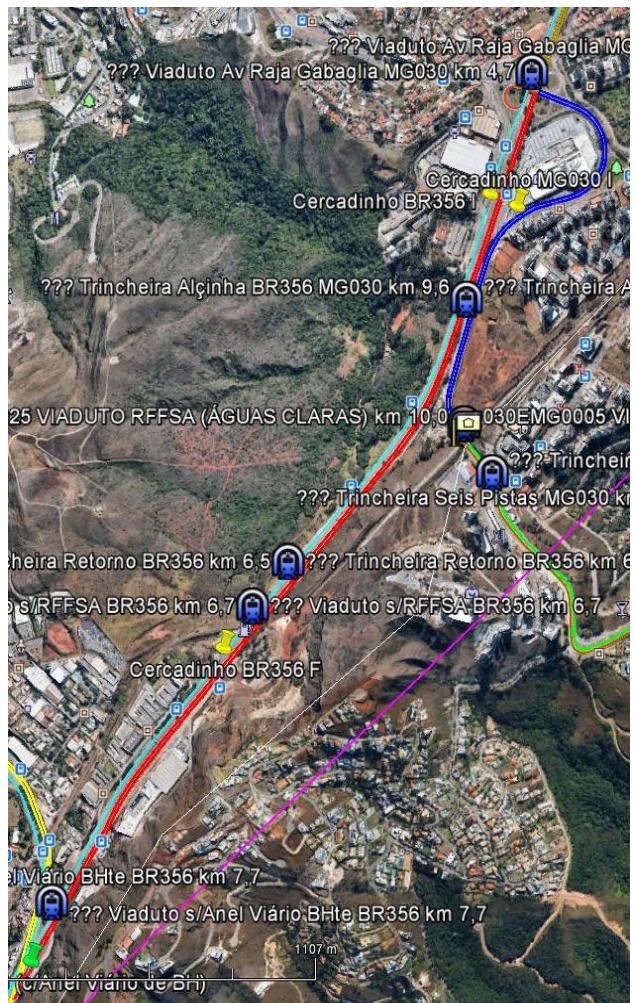 ??? Viaduto Av Raja Gabaglia MG
??? Viaduto Av Raja Gabaglia MG030 km 4,7
Cercadinho MG030 I
Cercadinho BR356 I
??? Trincheira Alçinha BR356 MG030 km 9,6
??? Trincheira A
25 VIADUTO RFFSA (ÁGUAS CLARAS) km 10,0
030EMG0005 VI
??? Trincheir
??? Trincheira Seis Pistas MG030 k
cheira Retorno BR356 km 6,5
??? Trincheira Retorno BR356 km 6
o s/RFFSA BR356 km 6,7
??? Viaduto s/RFFSA BR356 km 6,7
Cercadinho BR356 F
el Viário BHte BR356 km 7,7
??? Viaduto s/Anel Viário BHte BR356 km 7,7
1107 m
(c/Anel Viário de BH)